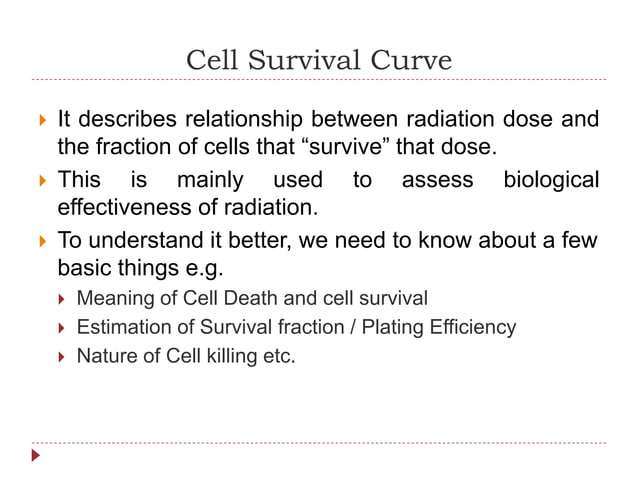 Cell Survival Curve
It describes relationship between radiation dose and
the fraction of cells that “survive” that dose.
This is mainly used to assess biological
effectiveness of radiation.
To understand it better, we need to know about a few
basic things e.g.
Meaning of Cell Death and cell survival
Estimation of Survival fraction / Plating Efficiency
Nature of Cell killing etc.